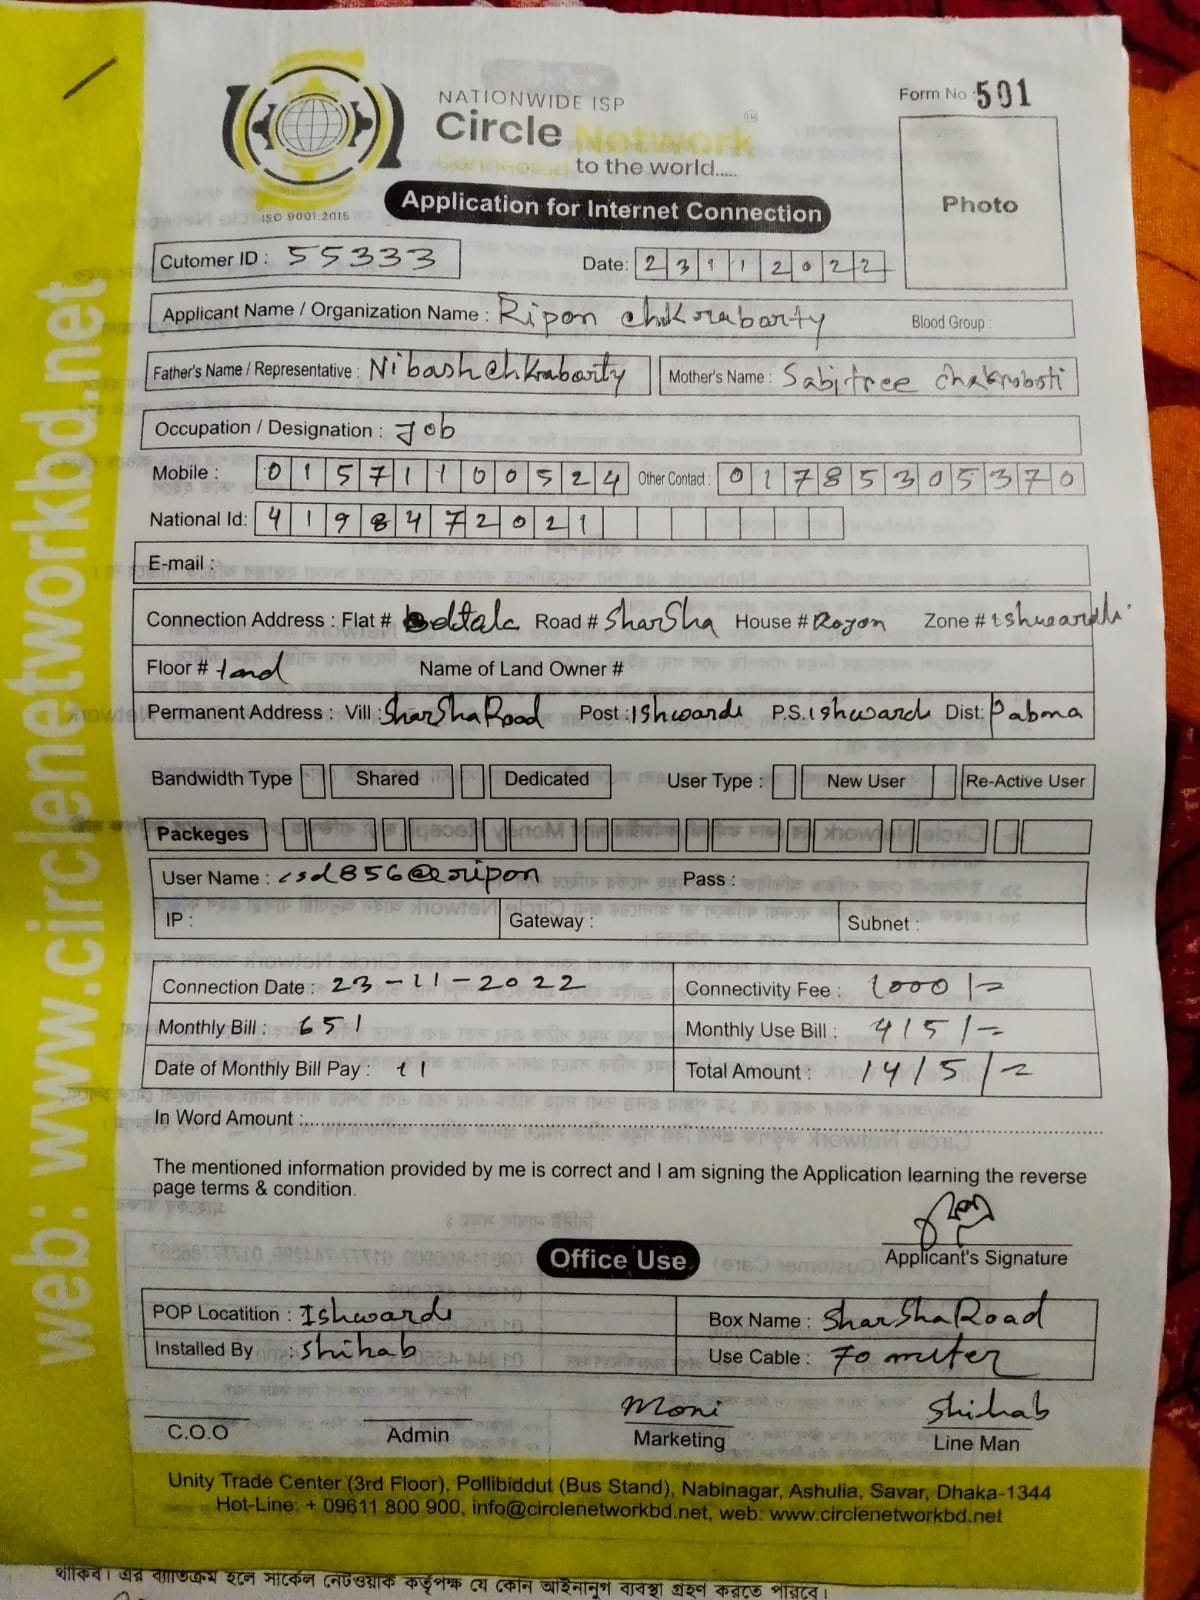 Form No 501
NATIONWIDE ISP
Circle Network
to the world.....
ISO 9001:2015
Application for Internet Connection
Photo
Cutomer ID : 55333 Date: 23112022
Applicant Name / Organization Name : Ripon chkraborty Blood Group :
Father's Name / Representative : Nibash chkraborty Mother's Name : Sabitree chakroboti
Occupation / Designation : Job
Mobile : 01571100524 Other Contact : 01785305370
National Id: 4198472021
E-mail :
Connection Address : Flat # Road # SharSha House # Zone # Ishwardi
Floor # Name of Land Owner #
Permanent Address : Vill : SharSha Road Post : Ishwardi P.S. Ishwardi Dist: Pabna
Bandwidth Type Shared Dedicated User Type : New User Re-Active User
Packeges
User Name : csd856@ripon Pass :
IP : Gateway : Subnet :
Connection Date : 23-11-2022 Connectivity Fee : 1000/=
Monthly Bill : 651 Monthly Use Bill : 415/=
Date of Monthly Bill Pay : Total Amount : 1415/=
In Word Amount :
The mentioned information provided by me is correct and I am signing the Application learning the reverse
page terms & condition.
Applicant's Signature
Office Use
POP Locatition : Ishwardi Box Name : SharSha Road
Installed By : Shihab Use Cable : 70 meter
Moni Shihab
C.O.O Admin Marketing Line Man
Unity Trade Center (3rd Floor), Pollibiddut (Bus Stand), Nabinagar, Ashulia, Savar, Dhaka-1344
Hot-Line: + 09611 800 900, info@circlenetworkbd.net, web: www.circlenetworkbd.net
web: www.circlenetworkbd.net
থাকিব। এর ব্যতিক্রম হলে সার্কেল নেটওয়ার্ক কর্তৃপক্ষ যে কোন আইনানুগ ব্যবস্থা গ্রহণ করতে পারবে।